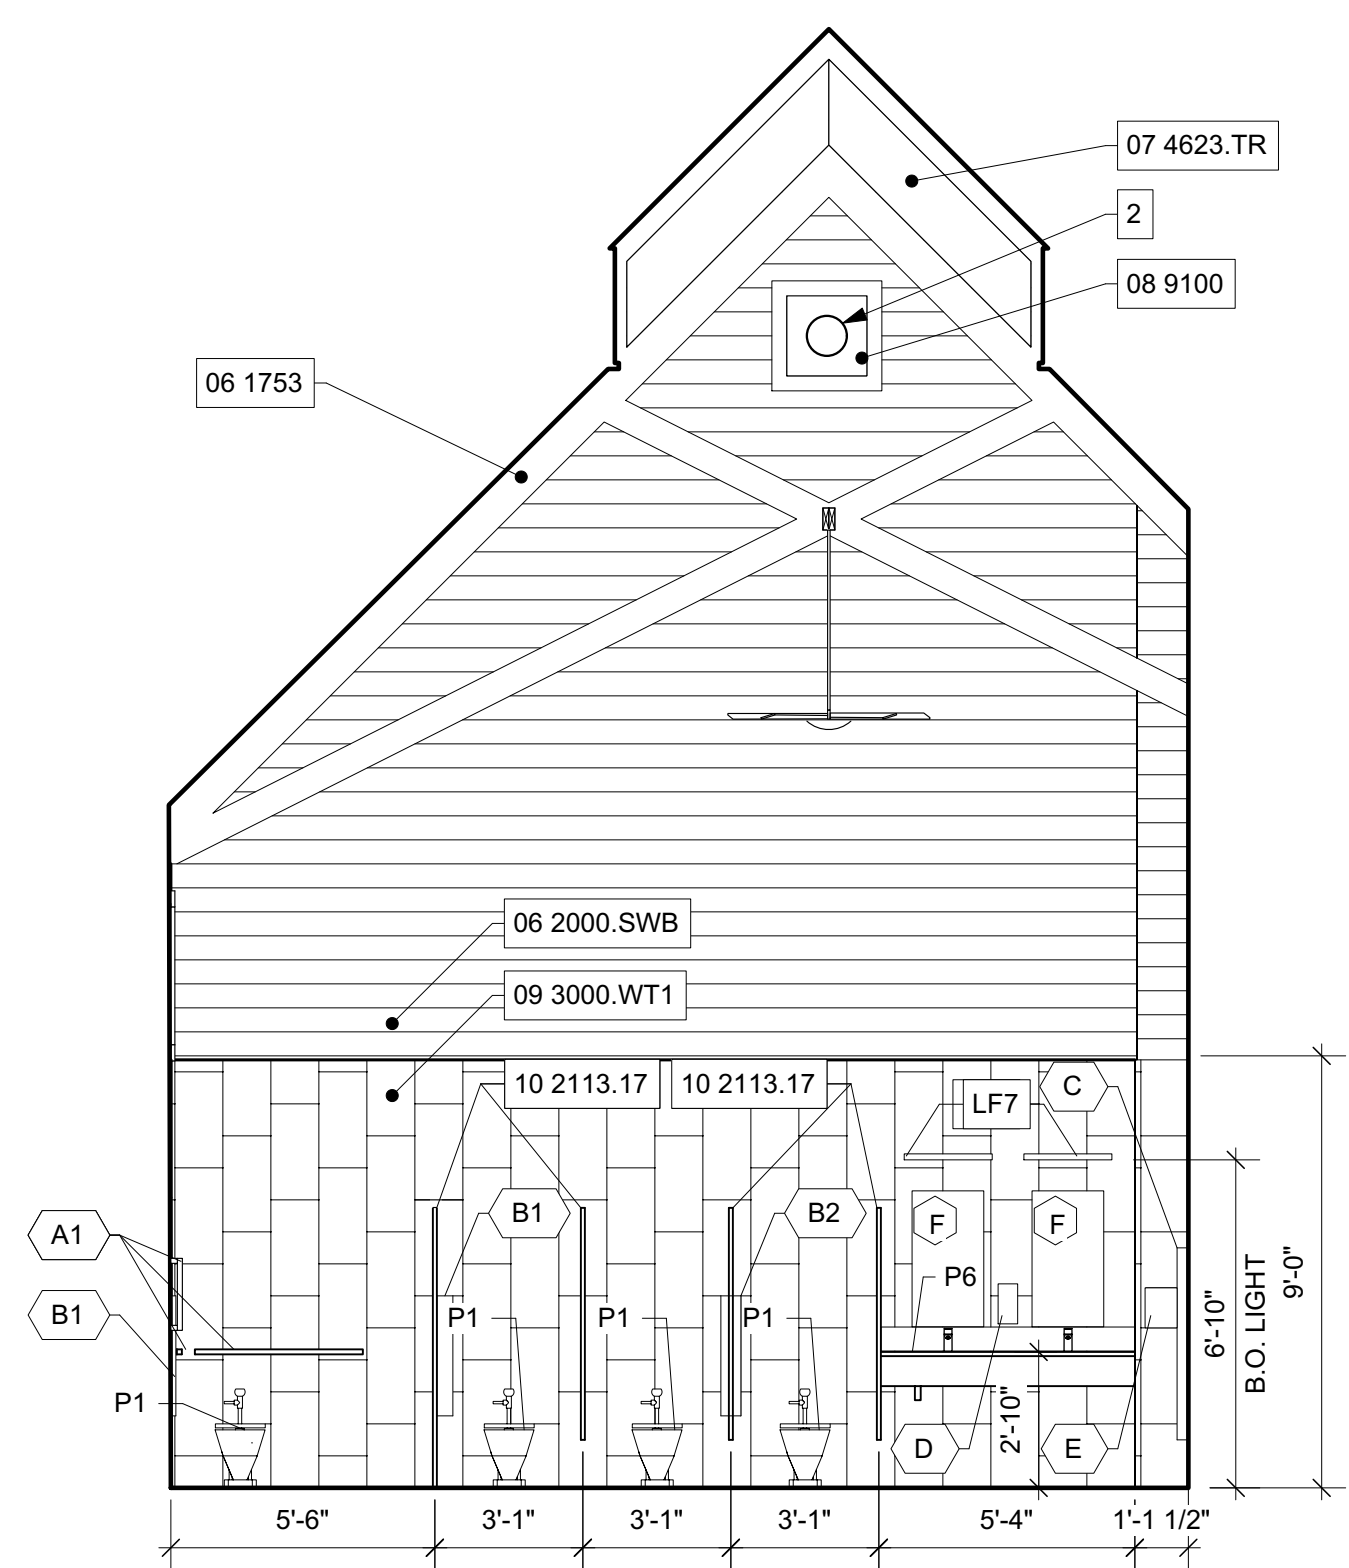 07 4623.TR
2
08 9100
06 1753
06 2000.SWB
09 3000.WT1
10 2113.17
10 2113.17
C
LF7
A1
B1
B2
F
F
P6
B1
P1
P1
P1
P1
D
2'-10"
E
6'-10"
B.O. LIGHT
9'-0"
5'-6"
3'-1"
3'-1"
3'-1"
5'-4"
1'-1 1/2"